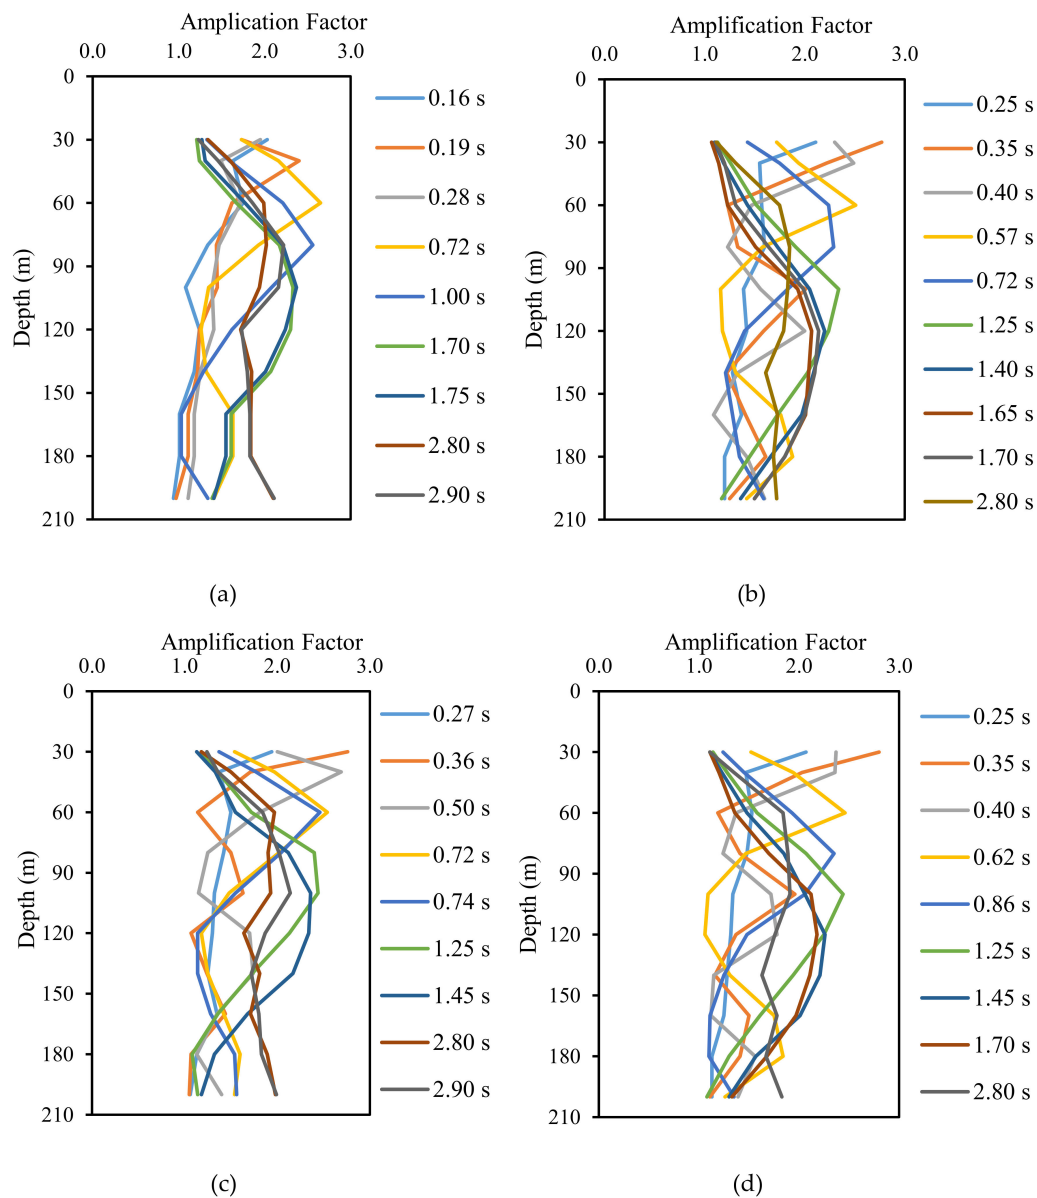 Amplication Factor
0.0 1.0 2.0 3.0
0
30
60
90
120
150
180
210
Depth (m)
0.16 s
0.19 s
0.28 s
0.72 s
1.00 s
1.70 s
1.75 s
2.80 s
2.90 s
(a)
Amplification Factor
0.0 1.0 2.0 3.0
0
30
60
90
120
150
180
210
Depth (m)
0.25 s
0.35 s
0.40 s
0.57 s
0.72 s
1.25 s
1.40 s
1.65 s
1.70 s
2.80 s
(b)
Amplification Factor
0.0 1.0 2.0 3.0
0
30
60
90
120
150
180
210
Depth (m)
0.27 s
0.36 s
0.50 s
0.72 s
0.74 s
1.25 s
1.45 s
2.80 s
2.90 s
(c)
Amplification Factor
0.0 1.0 2.0 3.0
0
30
60
90
120
150
180
210
Depth (m)
0.25 s
0.35 s
0.40 s
0.62 s
0.86 s
1.25 s
1.45 s
1.70 s
2.80 s
(d)